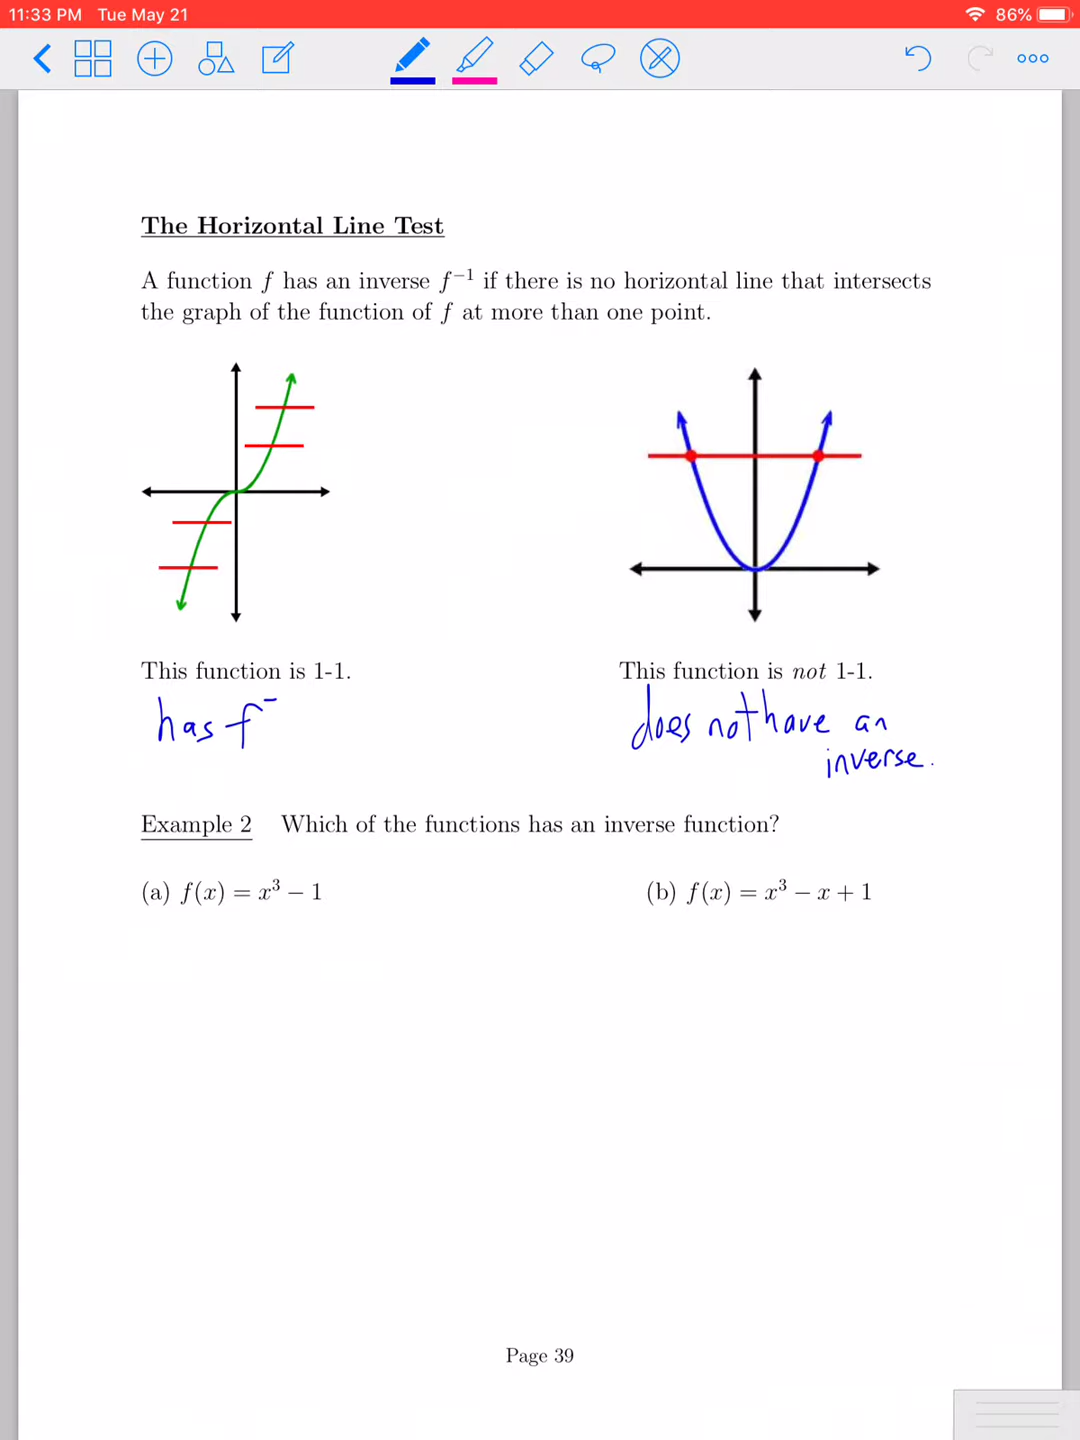 11:33 PM Tue May 21 86%
The Horizontal Line Test
A function f has an inverse f⁻¹ if there is no horizontal line that intersects
the graph of the function of f at more than one point.
This function is 1-1. This function is not 1-1.
has f⁻ does not have an
inverse.
Example 2 Which of the functions has an inverse function?
(a) f(x) = x³ − 1 (b) f(x) = x³ − x + 1
Page 39